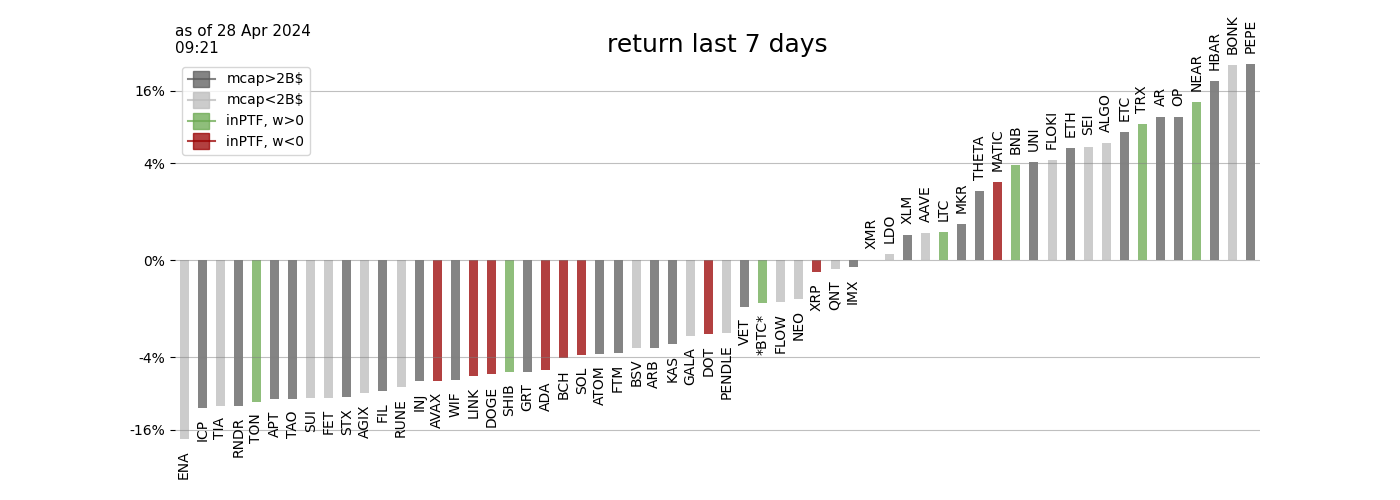 as of 28 Apr 2024
09:21
return last 7 days
mcap>2B$
mcap<2B$
inPTF, w>0
inPTF, w<0
16%
4%
0%
-4%
-16%
ENA
ICP
TIA
RNDR
TON
APT
TAO
SUI
FET
STX
AGIX
FIL
RUNE
INJ
AVAX
WIF
LINK
DOGE
SHIB
GRT
ADA
BCH
SOL
ATOM
FTM
BSV
ARB
KAS
GALA
DOT
PENDLE
VET
*BTC*
FLOW
NEO
XRP
QNT
IMX
XMR
LDO
XLM
AAVE
LTC
MKR
THETA
MATIC
BNB
UNI
FLOKI
ETH
SEI
ALGO
ETC
TRX
AR
OP
NEAR
HBAR
BONK
PEPE